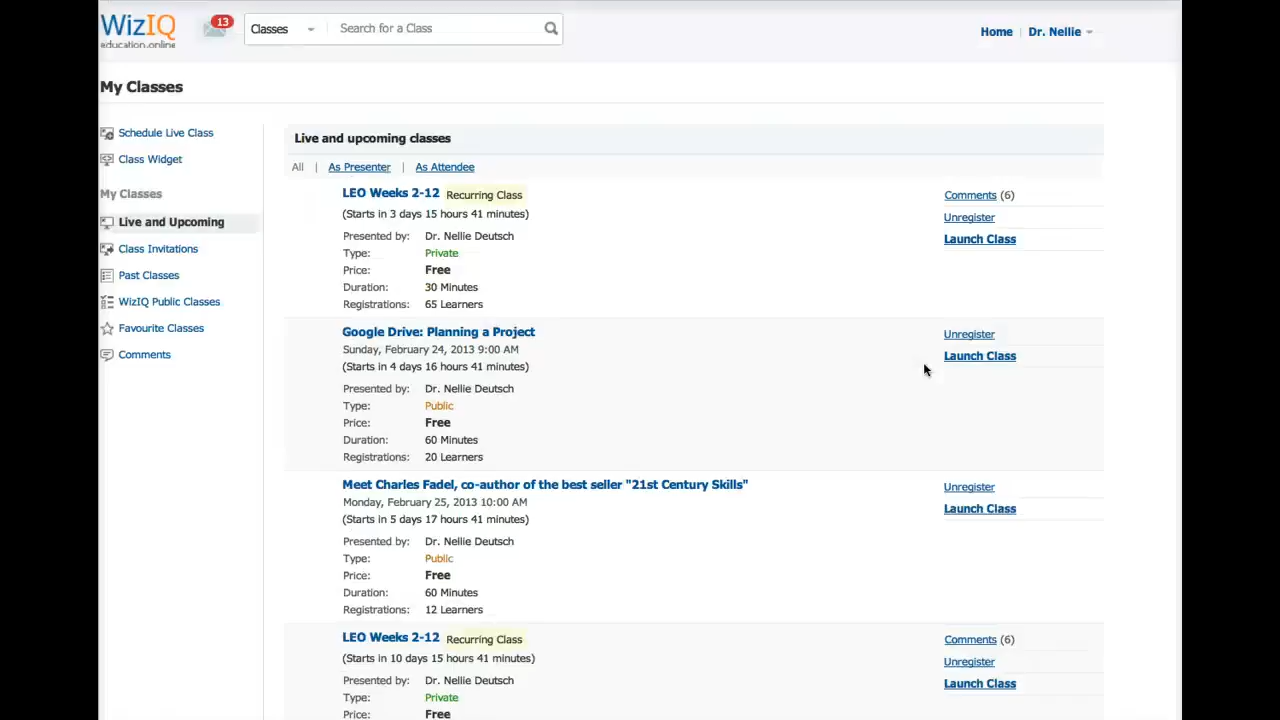 WizIQ
education.online
13
Classes
Search for a Class
Home | Dr. Nellie
My Classes
Schedule Live Class
Class Widget
My Classes
Live and Upcoming
Class Invitations
Past Classes
WizIQ Public Classes
Favourite Classes
Comments
Live and upcoming classes
All | As Presenter | As Attendee
LEO Weeks 2-12 Recurring Class
(Starts in 3 days 15 hours 41 minutes)
Presented by: Dr. Nellie Deutsch
Type: Private
Price: Free
Duration: 30 Minutes
Registrations: 65 Learners
Comments (6)
Unregister
Launch Class
Google Drive: Planning a Project
Sunday, February 24, 2013 9:00 AM
(Starts in 4 days 16 hours 41 minutes)
Presented by: Dr. Nellie Deutsch
Type: Public
Price: Free
Duration: 60 Minutes
Registrations: 20 Learners
Unregister
Launch Class
Meet Charles Fadel, co-author of the best seller "21st Century Skills"
Monday, February 25, 2013 10:00 AM
(Starts in 5 days 17 hours 41 minutes)
Presented by: Dr. Nellie Deutsch
Type: Public
Price: Free
Duration: 60 Minutes
Registrations: 12 Learners
Unregister
Launch Class
LEO Weeks 2-12 Recurring Class
(Starts in 10 days 15 hours 41 minutes)
Presented by: Dr. Nellie Deutsch
Type: Private
Price: Free
Comments (6)
Unregister
Launch Class